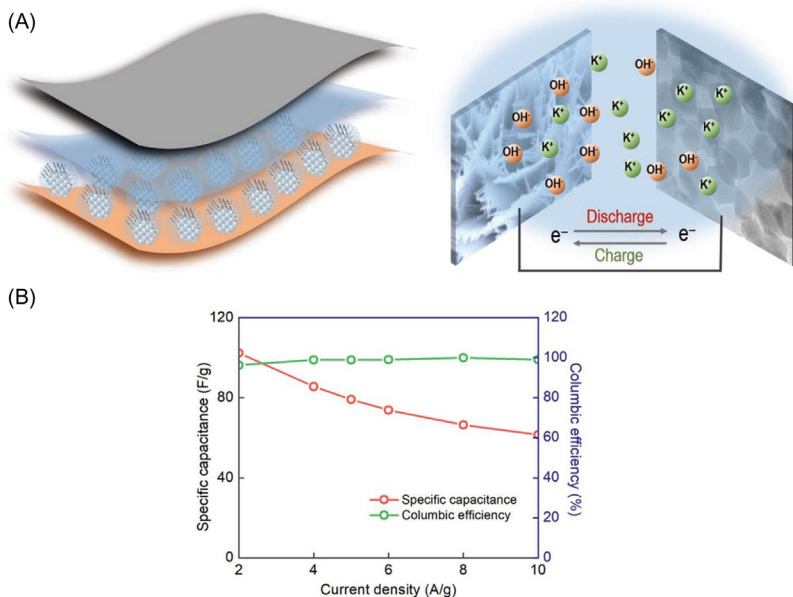 (A)
K⁺
OH⁻
OH⁻
K⁺
K⁺
OH⁻
K⁺
OH⁻
K⁺
K⁺
OH⁻
K⁺
OH⁻
K⁺
OH⁻
K⁺
OH⁻
OH⁻
OH⁻
K⁺
Discharge
e⁻ e⁻
Charge
(B)
120
80
40
0
Specific capacitance (F/g)
120
100
80
60
40
20
0
Columbic efficiency (%)
Specific capacitance
Columbic efficiency
2 4 6 8 10
Current density (A/g)